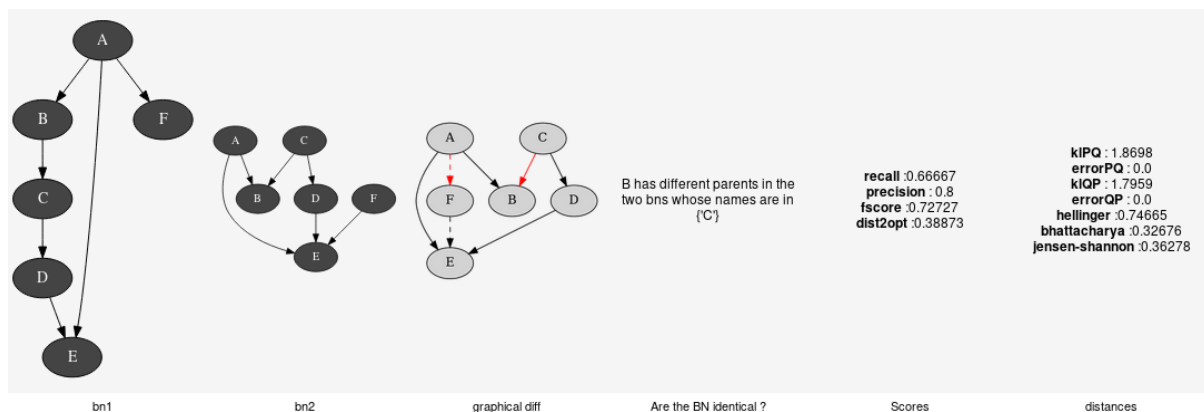 A
B
F
C
D
E
bn1
A
C
B
D
F
E
bn2
A
C
F
B
D
E
graphical diff
B has different parents in the
two bns whose names are in
{'C'}
Are the BN identical ?
recall :0.66667
precision : 0.8
fscore :0.72727
dist2opt :0.38873
Scores
klPQ : 1.8698
errorPQ : 0.0
klQP : 1.7959
errorQP : 0.0
hellinger :0.74665
bhattacharya :0.32676
jensen-shannon :0.36278
distances